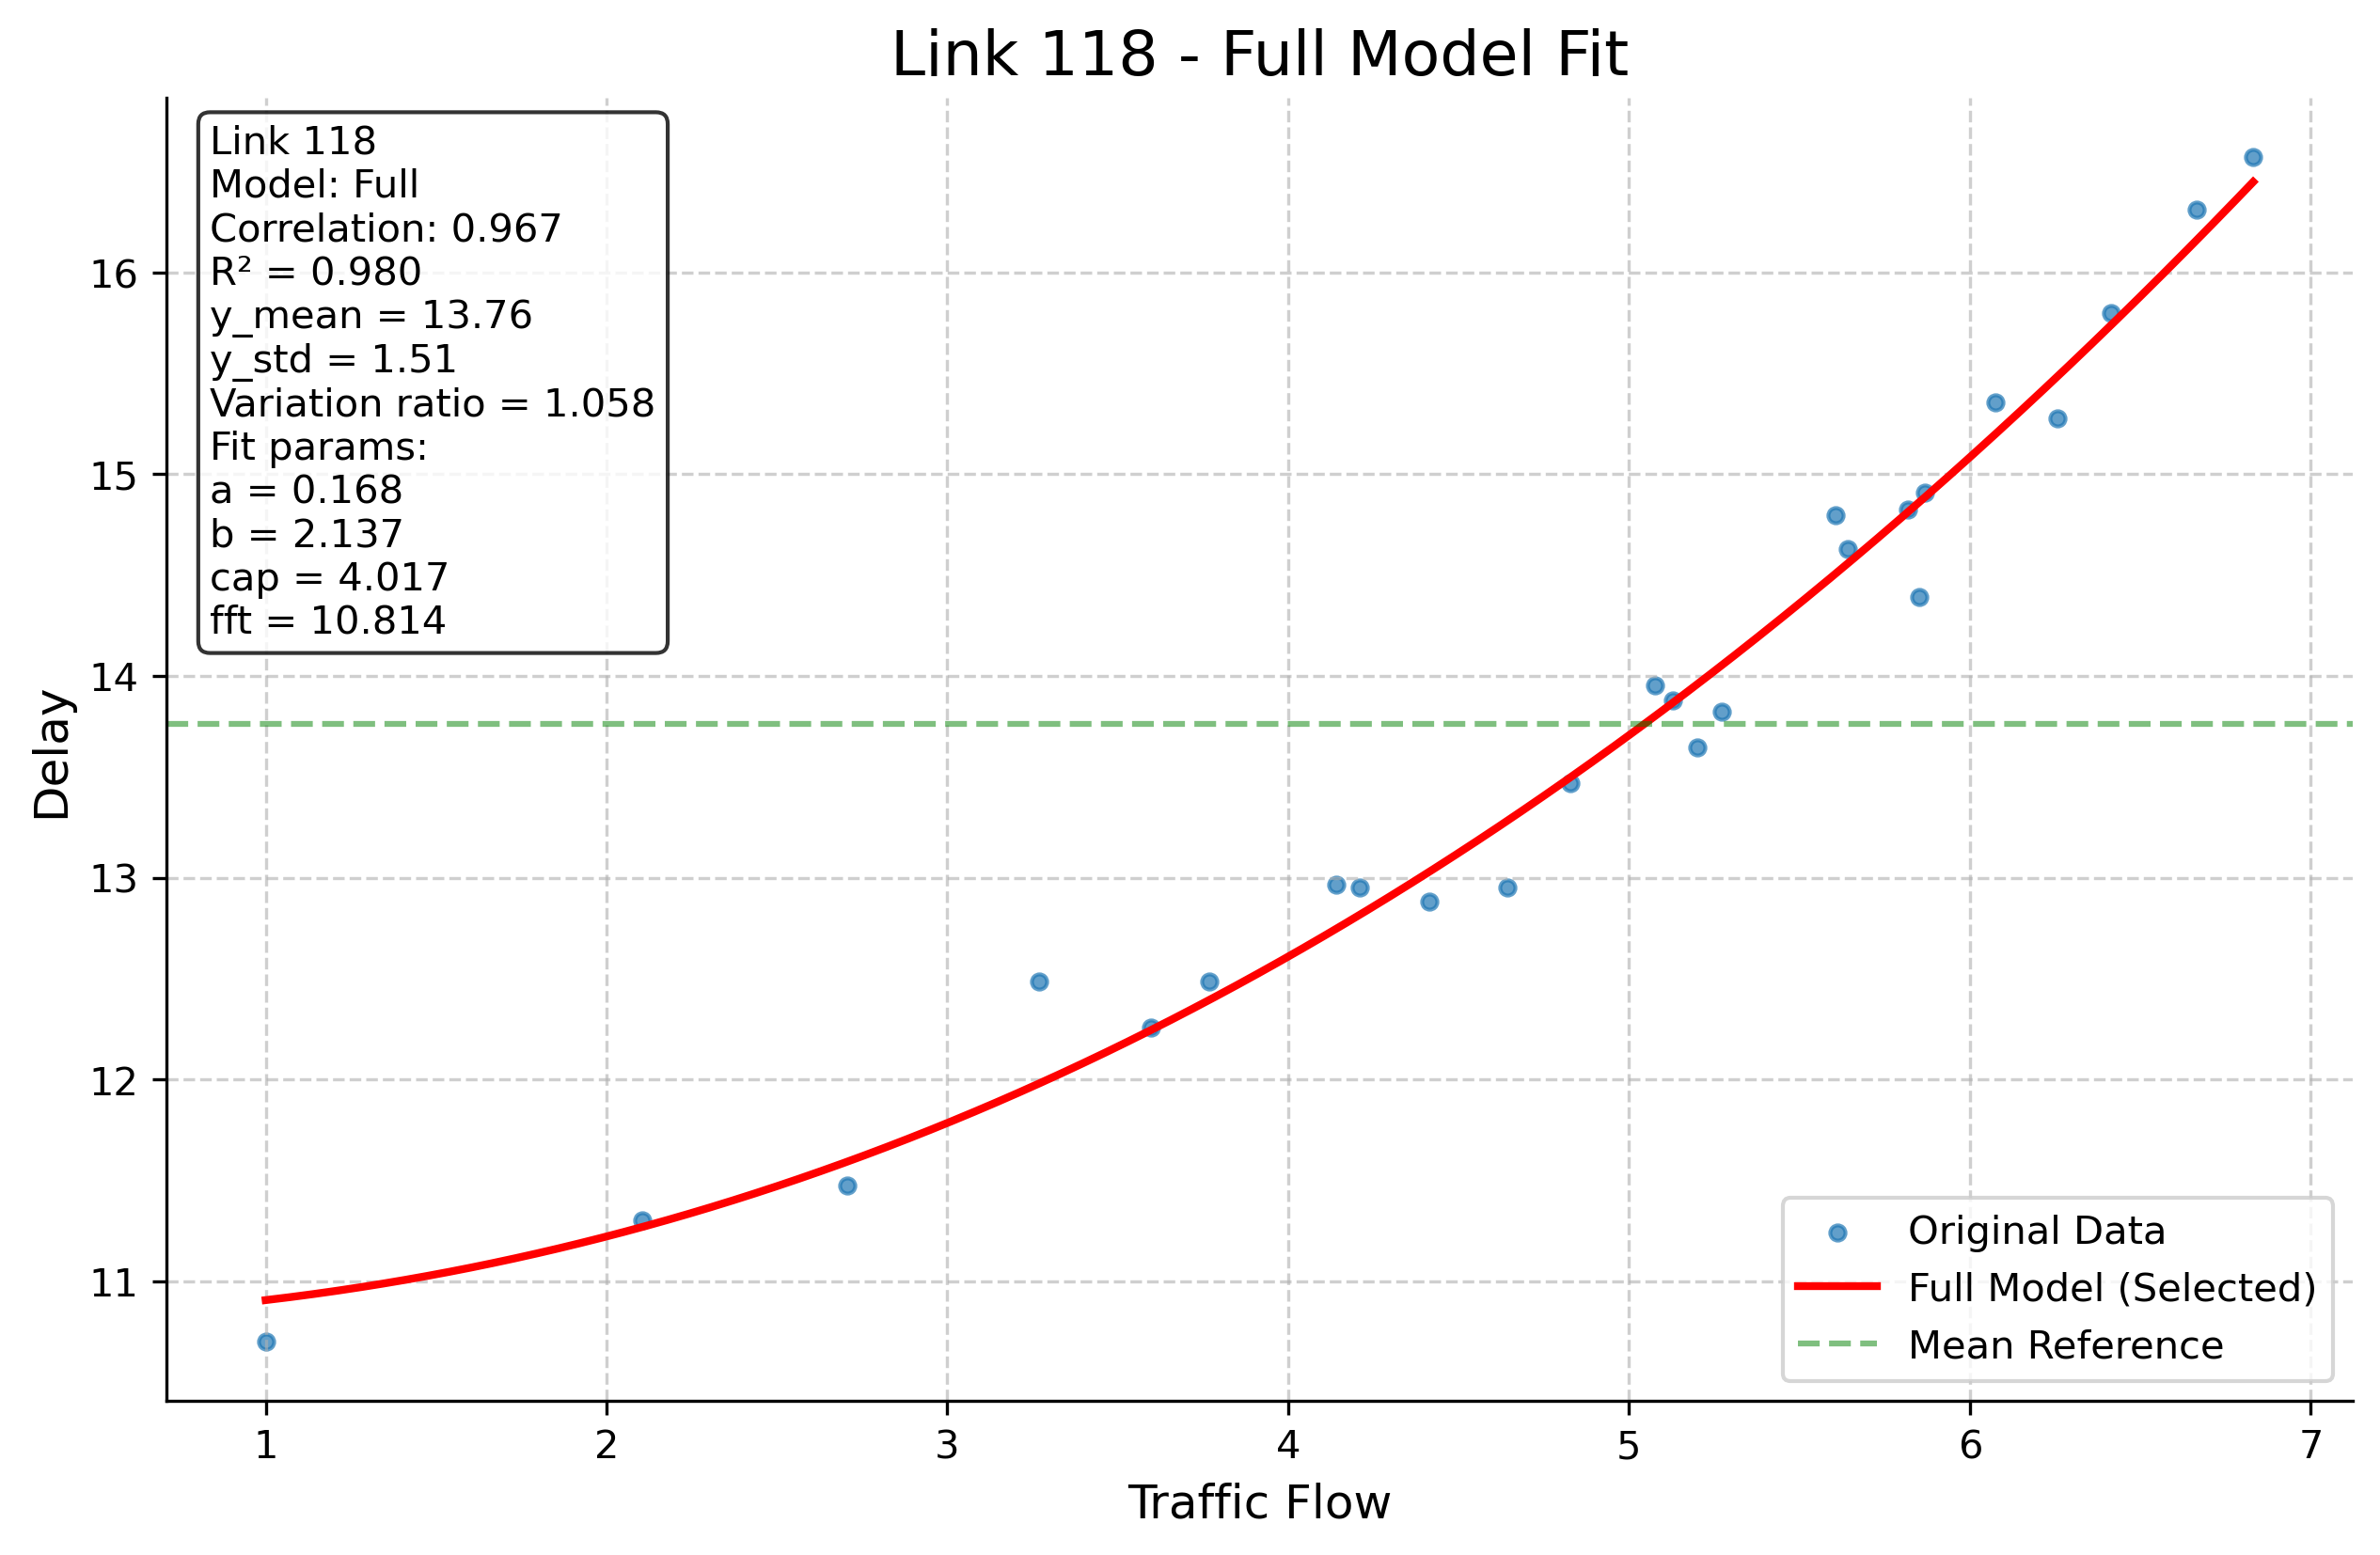 Link 118 - Full Model Fit
Link 118
Model: Full
Correlation: 0.967
R² = 0.980
y_mean = 13.76
y_std = 1.51
Variation ratio = 1.058
Fit params:
a = 0.168
b = 2.137
cap = 4.017
fft = 10.814
Delay
16
15
14
13
12
11
Original Data
Full Model (Selected)
Mean Reference
1 2 3 4 5 6 7
Traffic Flow